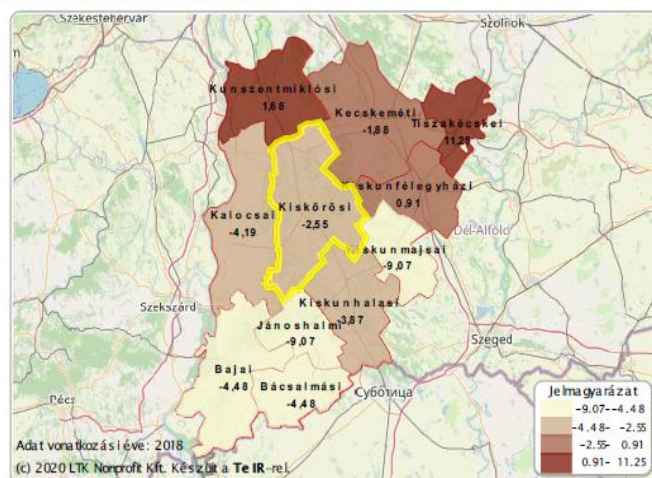 Székesfehérvár
Szolnok
Kunszentmiklósi
1,68
Kecskeméti
-1,88
Tiszakécskei
11,25
Kiskunfélegyházi
0,91
Kiskőrösi
-2,55
Kalocsai
-4,19
Dél-Alföld
Kiskunmajsai
-9,07
Szekszárd
Kiskunhalasi
-3,87
Jánoshalmi
-9,07
Szeged
Bajai
-4,48
Bácsalmási
-4,48
Pécs
Суботица
Jelmagyarázat
-9.07- -4.48
-4.48- -2.55
-2.55- 0.91
0.91- 11.25
Adat vonatkozási éve: 2018
(c) 2020 LTK Nonprofit Kft. Készült a TeIR-rel.